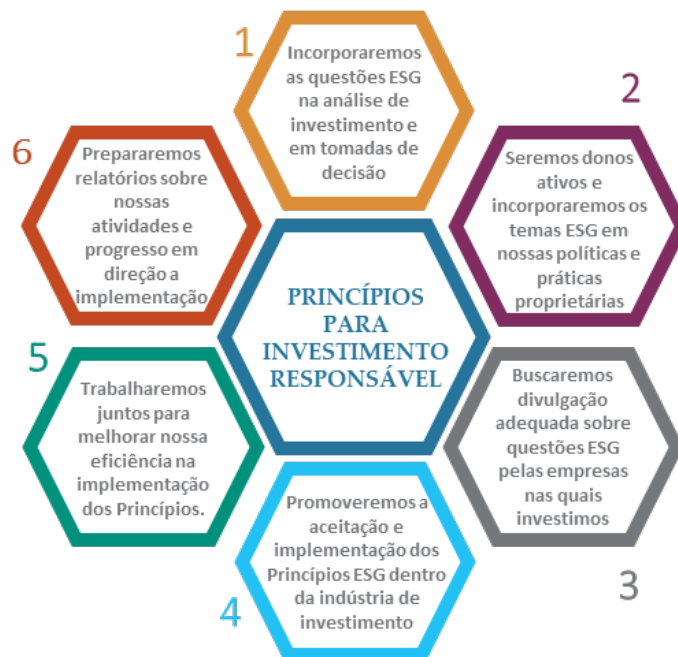 1
Incorporaremos
as questões ESG
na análise de
investimento e
em tomadas de
decisão
2
Seremos donos
ativos e
incorporaremos os
temas ESG em
nossas políticas e
práticas
proprietárias
6
Prepararemos
relatórios sobre
nossas
atividades e
progresso em
direção a
implementação
PRINCÍPIOS
PARA
INVESTIMENTO
RESPONSÁVEL
5
Trabalharemos
juntos para
melhorar nossa
eficiência na
implementação
dos Princípios.
Buscaremos
divulgação
adequada sobre
questões ESG
pelas empresas
nas quais
investimos
3
Promoveremos a
aceitação e
implementação dos
Princípios ESG dentro
da indústria de
investimento
4